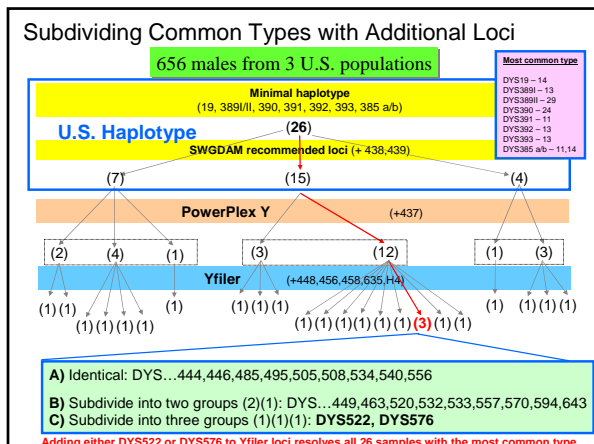 Subdividing Common Types with Additional Loci
656 males from 3 U.S. populations
Most common type
DYS19 – 14
DYS389I – 13
DYS389II – 29
DYS390 – 24
DYS391 – 11
DYS392 – 13
DYS393 – 13
DYS385 a/b – 11,14
Minimal haplotype
(19, 389I/II, 390, 391, 392, 393, 385 a/b)
U.S. Haplotype
(26)
SWGDAM recommended loci (+ 438,439)
(7) (15) (4)
PowerPlex Y (+437)
(2) (4) (1) (3) (12) (1) (3)
Yfiler (+448,456,458,635,H4)
(1)(1) (1)(1)(1)(1) (1) (1)(1)(1) (1)(1)(1)(1)(1)(1)(3)(1)(1) (1) (1)(1)(1)
A) Identical: DYS…444,446,485,495,505,508,534,540,556
B) Subdivide into two groups (2)(1): DYS…449,463,520,532,533,557,570,594,643
C) Subdivide into three groups (1)(1)(1): DYS522, DYS576
Adding either DYS522 or DYS576 to Yfiler loci resolves all 26 samples with the most common type